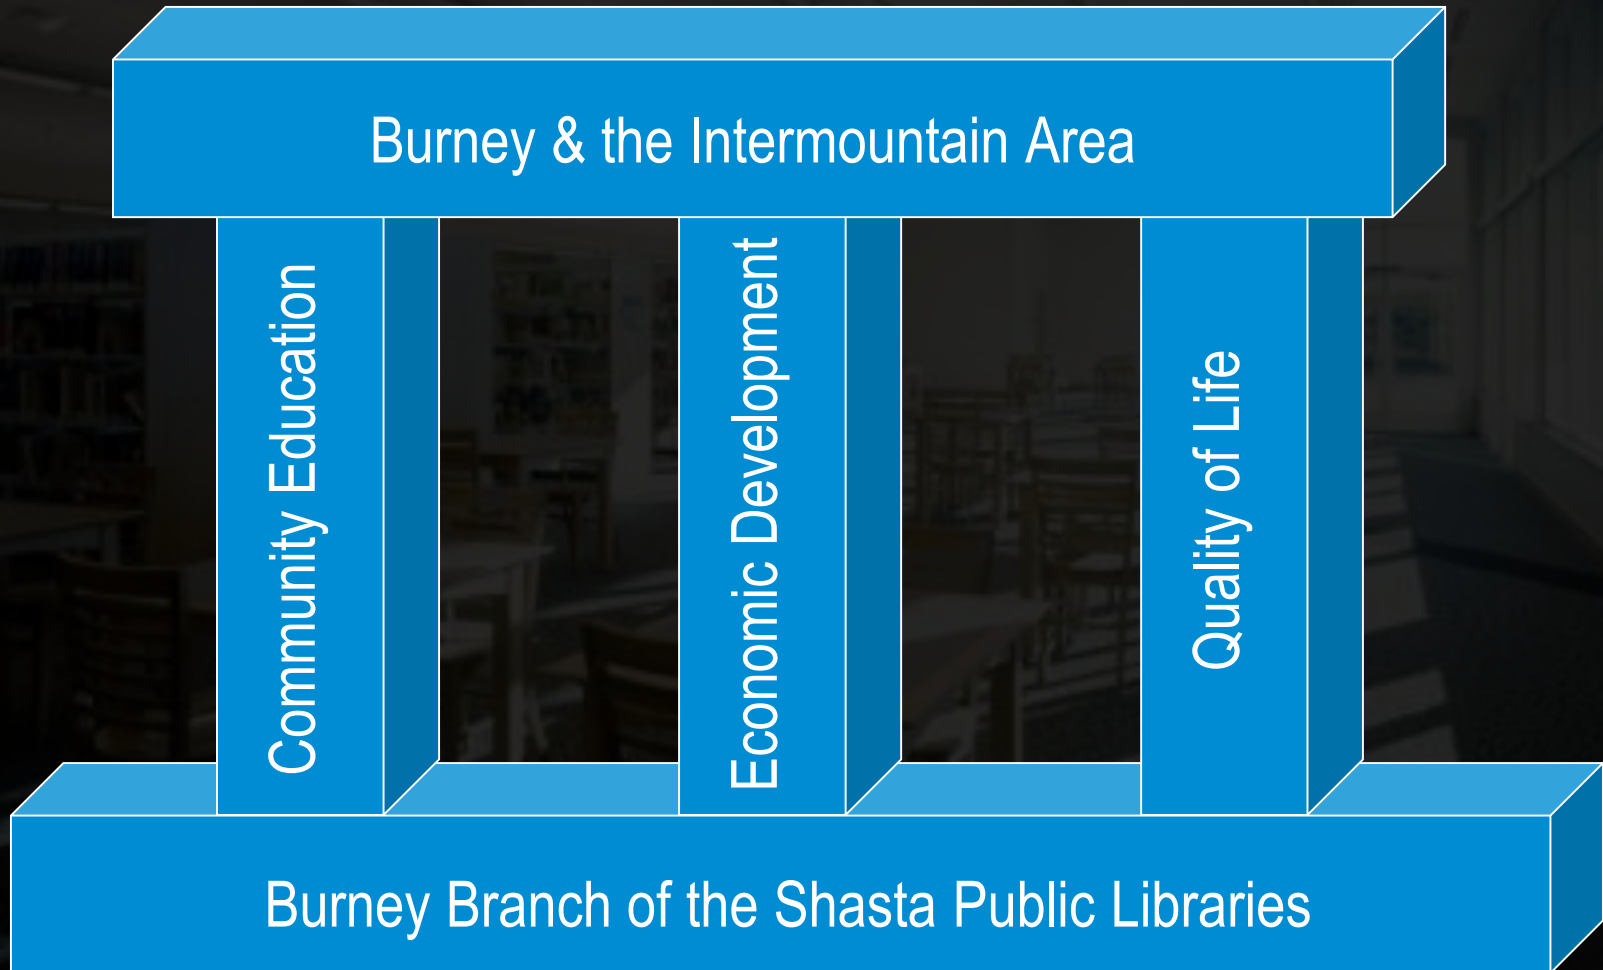 Burney & the Intermountain Area
Community Education
Economic Development
Quality of Life
Burney Branch of the Shasta Public Libraries